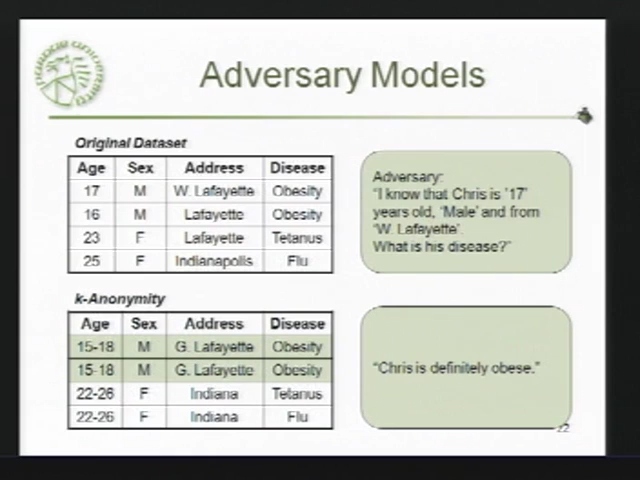 Adversary Models
Original Dataset
Age Sex Address Disease
17 M W. Lafayette Obesity
16 M Lafayette Obesity
23 F Lafayette Tetanus
25 F Indianapolis Flu
Adversary:
"I know that Chris is '17'
years old, 'Male' and from
'W. Lafayette'.
What is his disease?"
k-Anonymity
Age Sex Address Disease
15-18 M G. Lafayette Obesity
15-18 M G. Lafayette Obesity
22-26 F Indiana Tetanus
22-26 F Indiana Flu
"Chris is definitely obese."
22